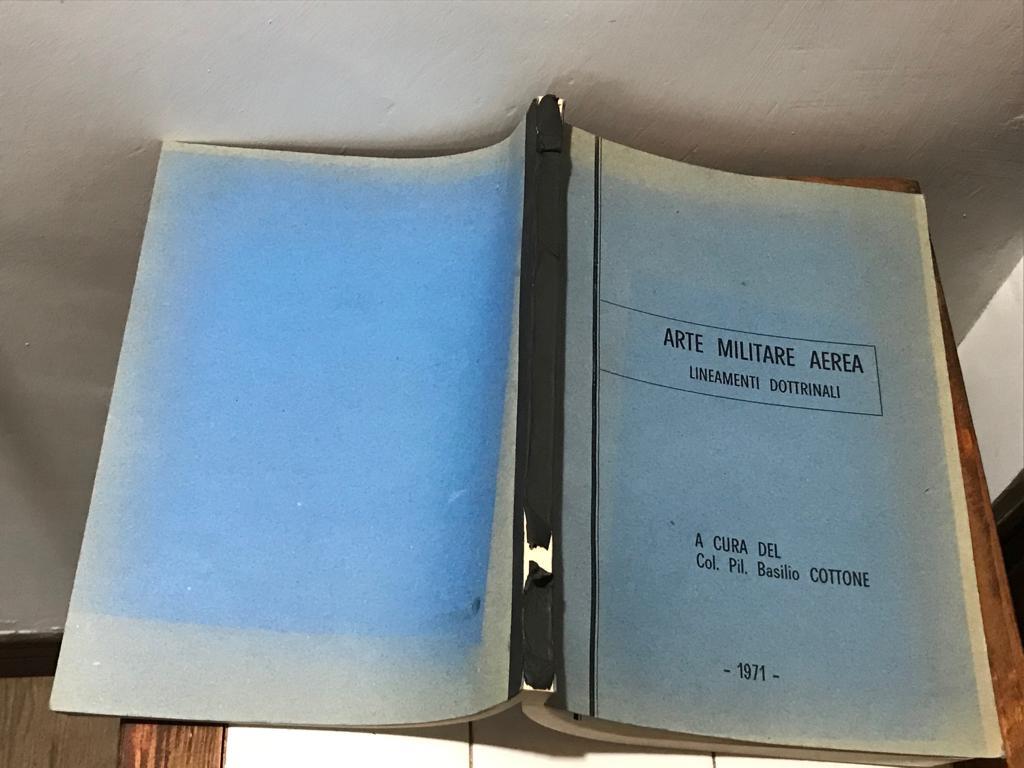 ARTE MILITARE AEREA
LINEAMENTI DOTTRINALI
A CURA DEL
Col. Pil. Basilio COTTONE
- 1971 -